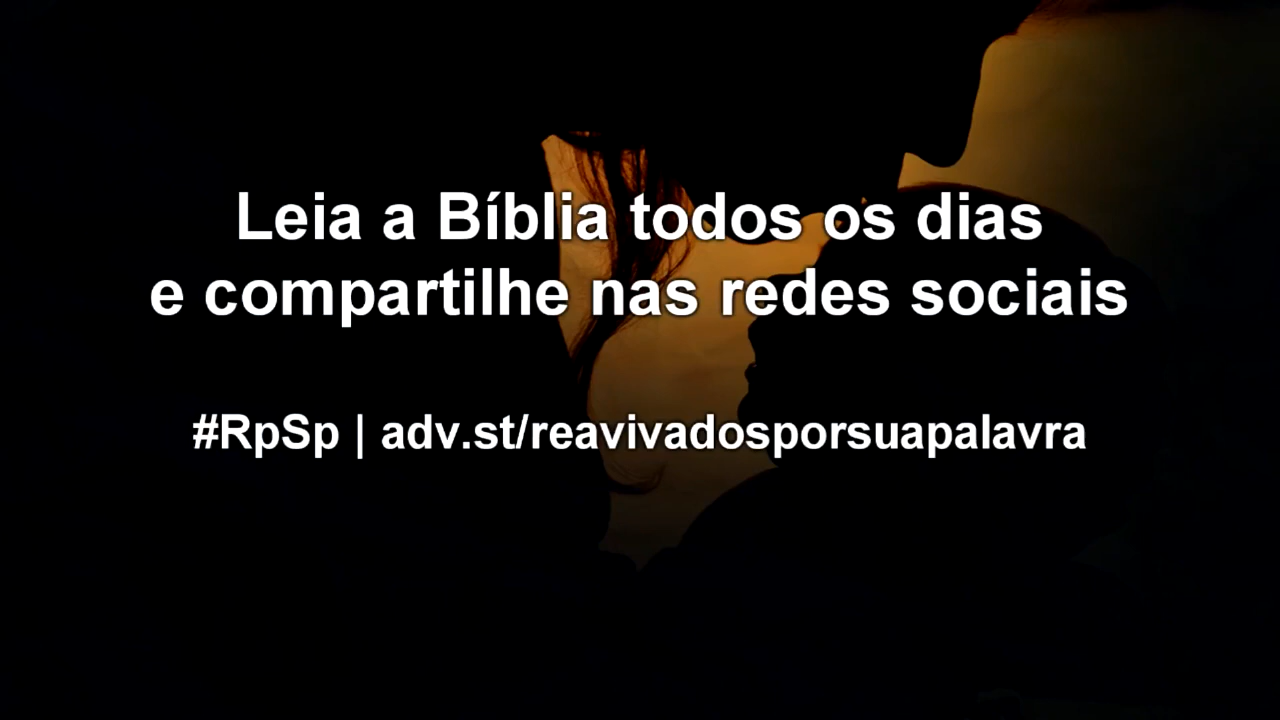 Leia a Bíblia todos os dias
e compartilhe nas redes sociais
#RpSp | adv.st/reavivadosporsuapalavra